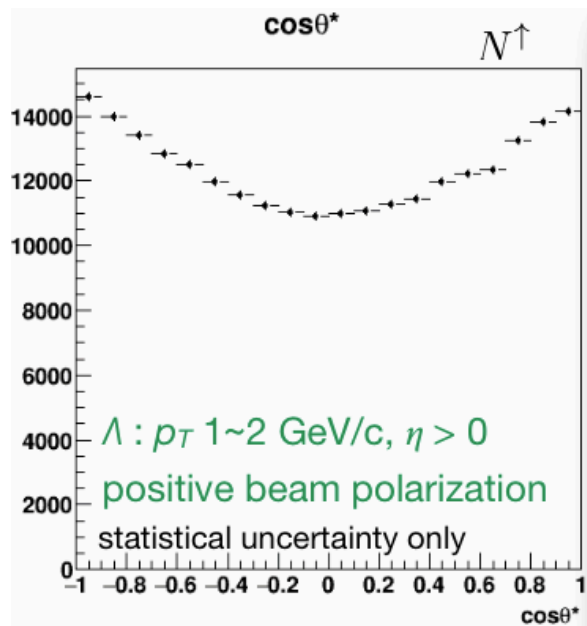 cosθ*
N↑
14000
12000
10000
8000
6000
4000
2000
0
Λ : pT 1~2 GeV/c, η > 0
positive beam polarization
statistical uncertainty only
−1 −0.8 −0.6 −0.4 −0.2 0 0.2 0.4 0.6 0.8 1
cosθ*